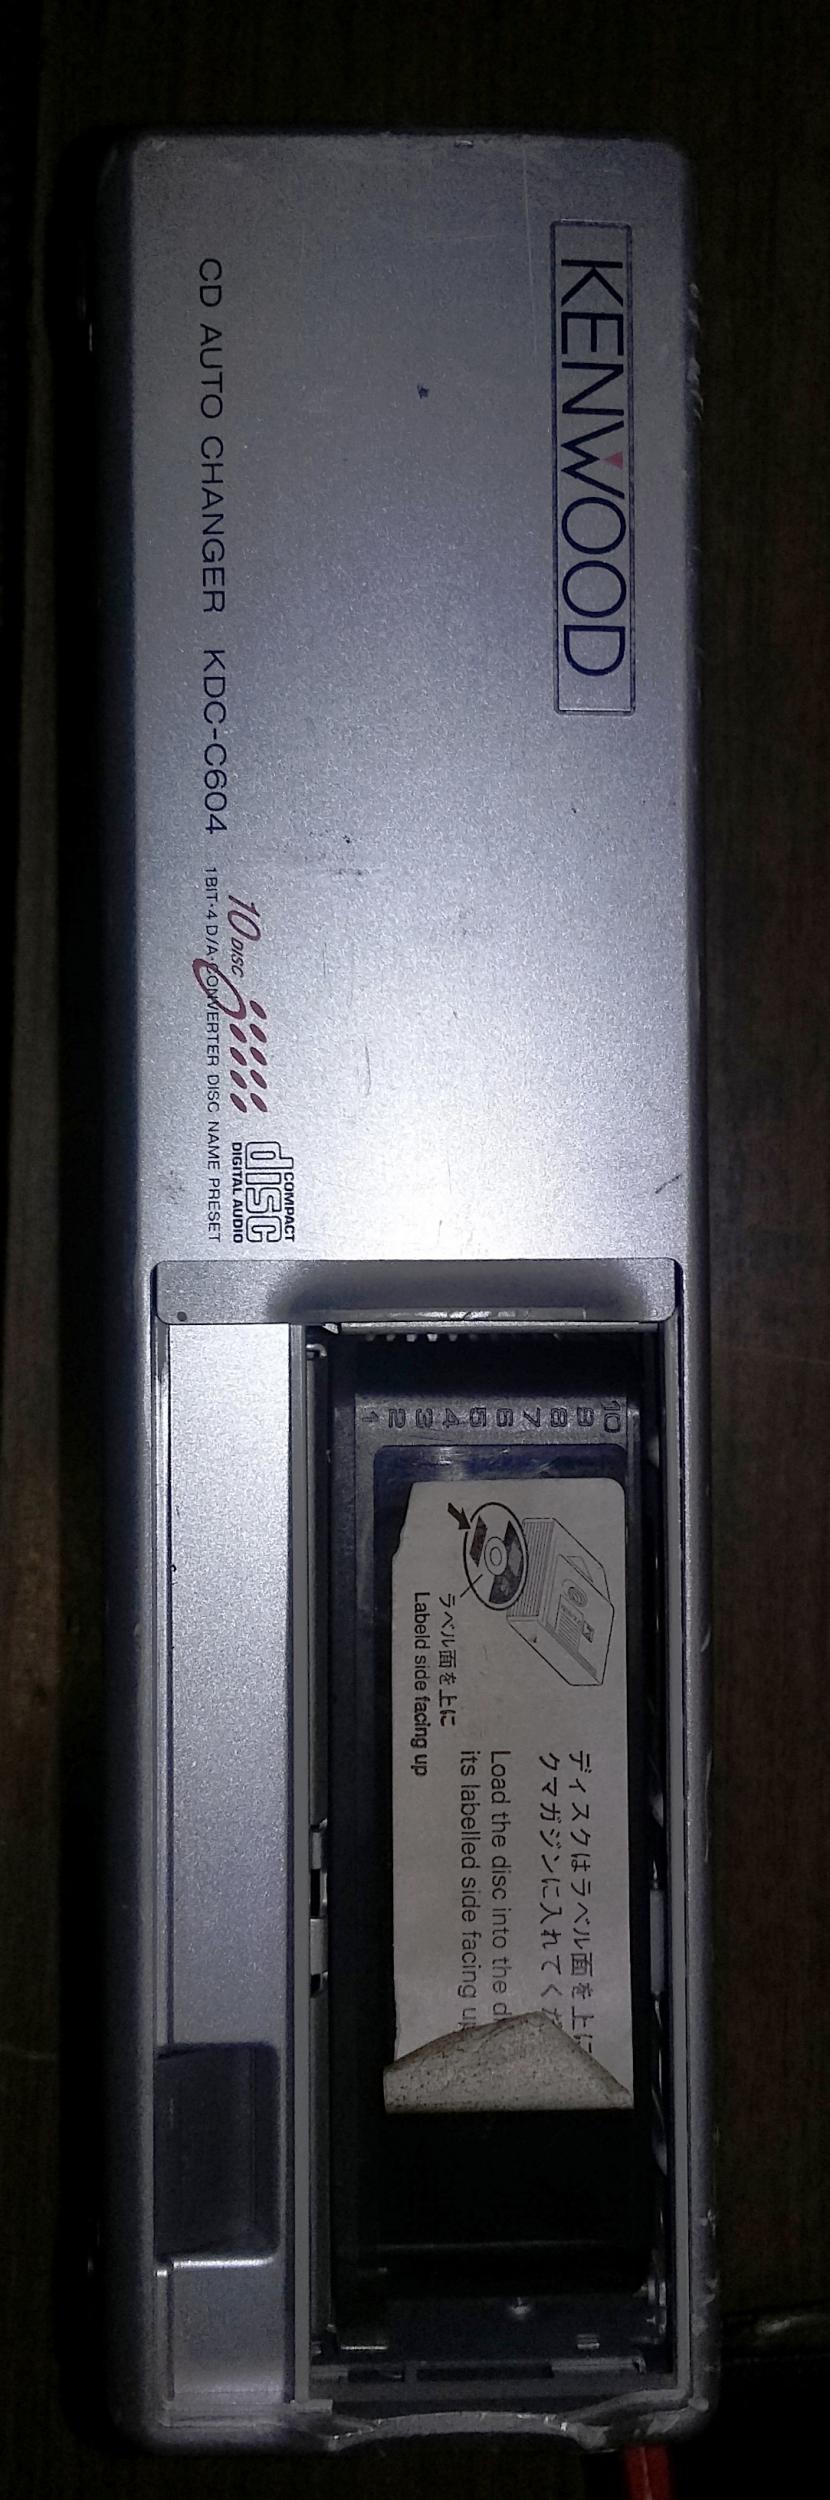 KENWOOD
CD AUTO CHANGER KDC-C604
10 DISC
1BIT·4 D/A·CONVERTER DISC NAME PRESET
COMPACT
disc
DIGITAL AUDIO
10
9
8
7
6
5
4
3
2
1
ディスクはラベル面を上に
クマガジンに入れてくだ
Load the disc into the d
its labelled side facing up
ラベル面を上に
Labeld side facing up